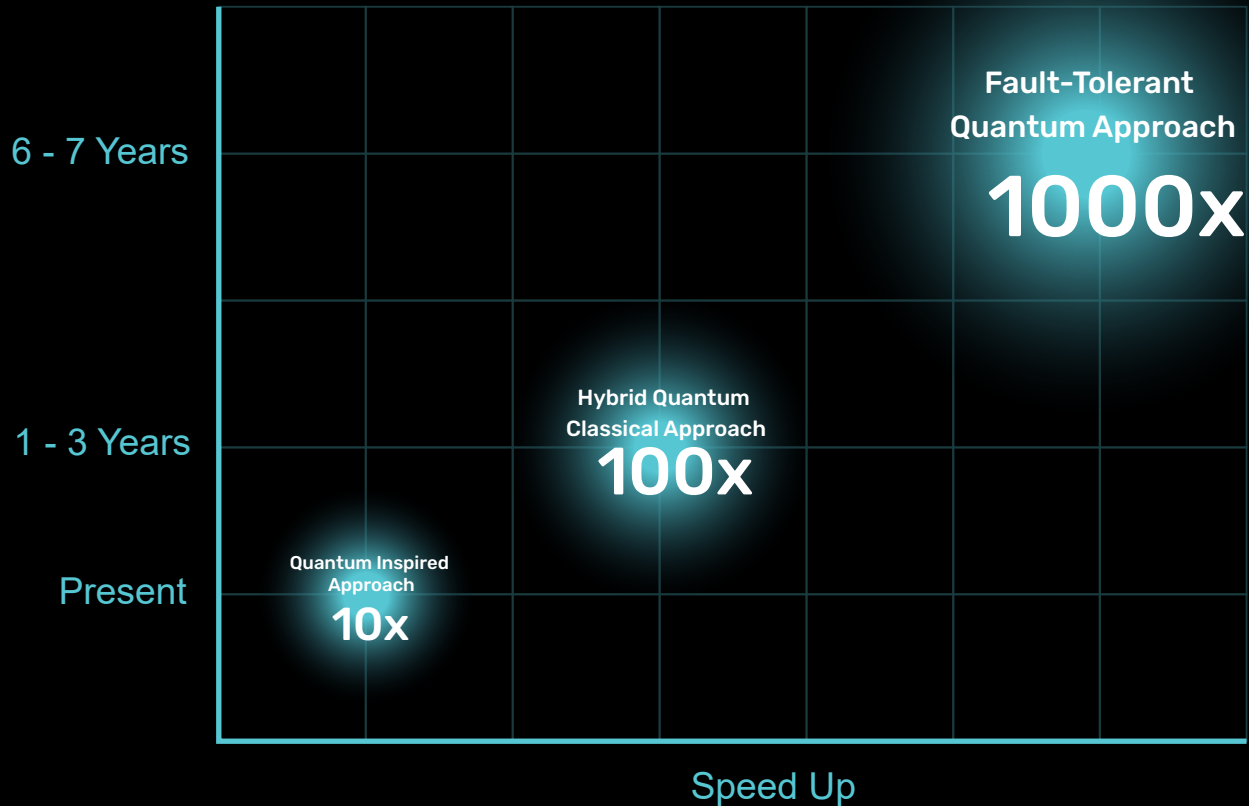 Fault-Tolerant
Quantum Approach
1000x
6 - 7 Years
Hybrid Quantum
Classical Approach
100x
1 - 3 Years
Quantum Inspired
Approach
10x
Present
Speed Up